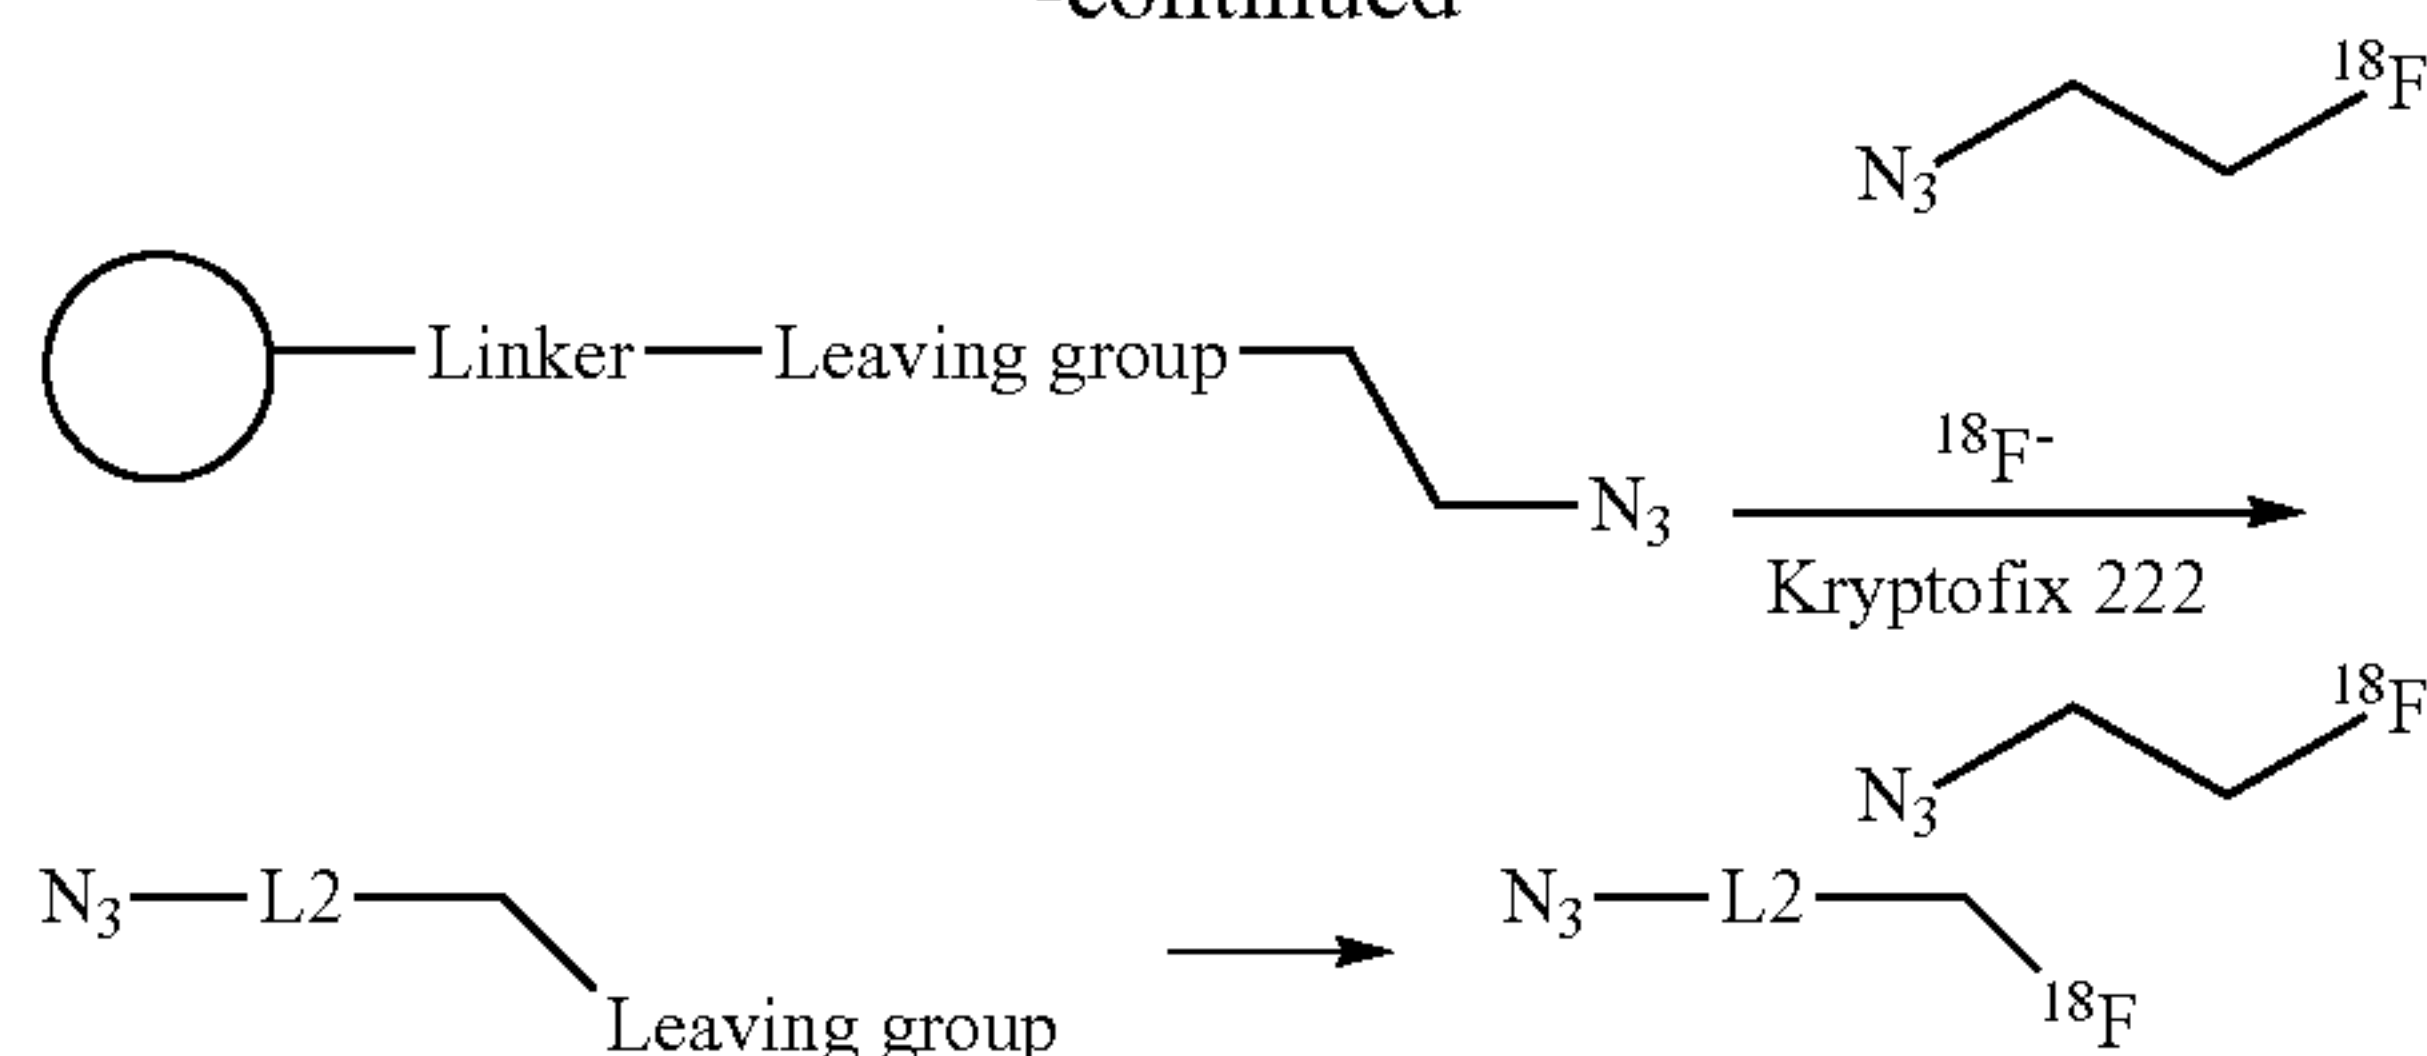 -continued
18F
N3
Linker Leaving group
N3
18F-
Kryptofix 222
18F
N3
N3 L2
Leaving group
N3 L2
18F